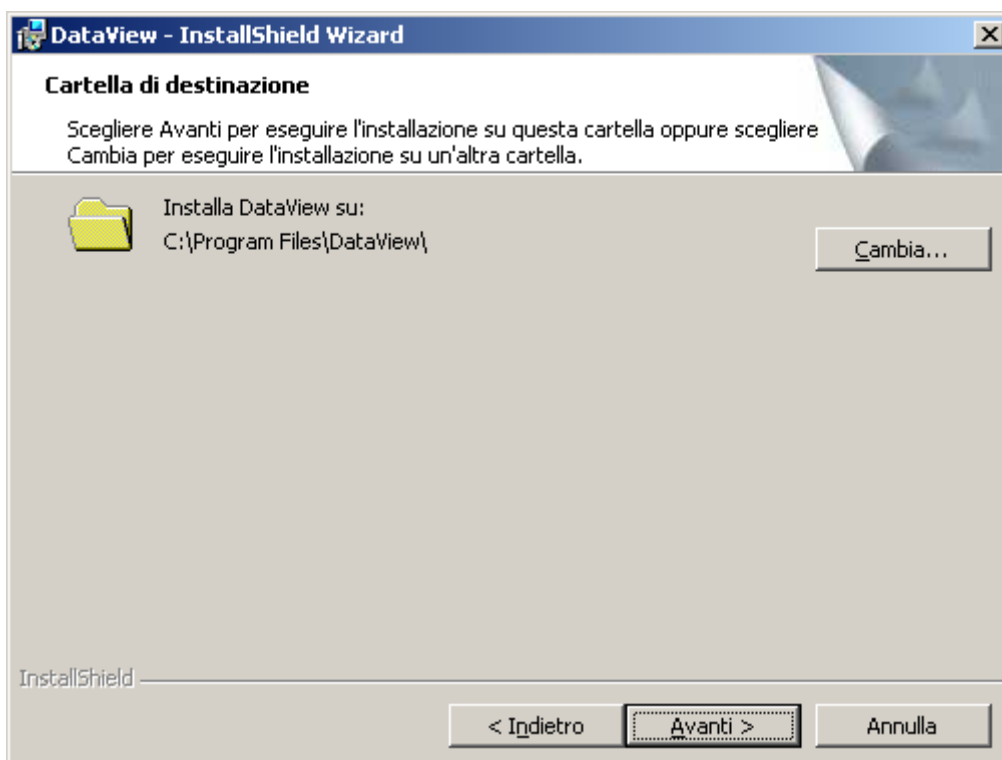 DataView - InstallShield Wizard
Cartella di destinazione
Scegliere Avanti per eseguire l'installazione su questa cartella oppure scegliere
Cambia per eseguire l'installazione su un'altra cartella.
Installa DataView su:
C:\Program Files\DataView\
Cambia...
InstallShield
< Indietro
Avanti >
Annulla